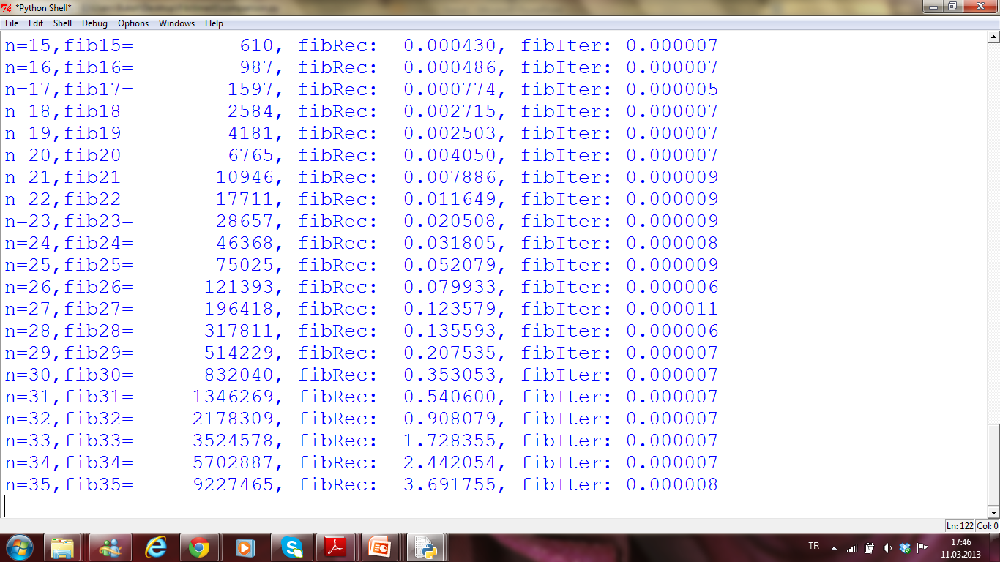 *Python Shell*
File Edit Shell Debug Options Windows Help
n=15,fib15=         610, fibRec:  0.000430, fibIter: 0.000007
n=16,fib16=         987, fibRec:  0.000486, fibIter: 0.000007
n=17,fib17=        1597, fibRec:  0.000774, fibIter: 0.000005
n=18,fib18=        2584, fibRec:  0.002715, fibIter: 0.000007
n=19,fib19=        4181, fibRec:  0.002503, fibIter: 0.000007
n=20,fib20=        6765, fibRec:  0.004050, fibIter: 0.000007
n=21,fib21=       10946, fibRec:  0.007886, fibIter: 0.000009
n=22,fib22=       17711, fibRec:  0.011649, fibIter: 0.000009
n=23,fib23=       28657, fibRec:  0.020508, fibIter: 0.000009
n=24,fib24=       46368, fibRec:  0.031805, fibIter: 0.000008
n=25,fib25=       75025, fibRec:  0.052079, fibIter: 0.000009
n=26,fib26=      121393, fibRec:  0.079933, fibIter: 0.000006
n=27,fib27=      196418, fibRec:  0.123579, fibIter: 0.000011
n=28,fib28=      317811, fibRec:  0.135593, fibIter: 0.000006
n=29,fib29=      514229, fibRec:  0.207535, fibIter: 0.000007
n=30,fib30=      832040, fibRec:  0.353053, fibIter: 0.000007
n=31,fib31=     1346269, fibRec:  0.540600, fibIter: 0.000007
n=32,fib32=     2178309, fibRec:  0.908079, fibIter: 0.000007
n=33,fib33=     3524578, fibRec:  1.728355, fibIter: 0.000007
n=34,fib34=     5702887, fibRec:  2.442054, fibIter: 0.000007
n=35,fib35=     9227465, fibRec:  3.691755, fibIter: 0.000008
Ln: 122 Col: 0
TR 17:46
11.03.2013